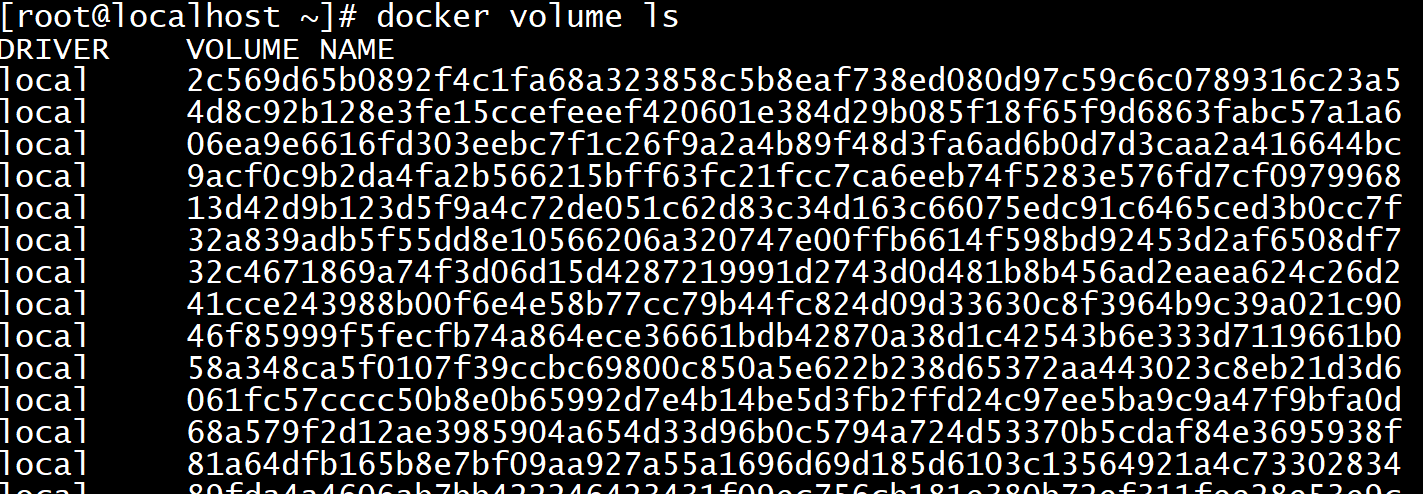 [root@localhost ~]# docker volume ls
DRIVER    VOLUME NAME
local     2c569d65b0892f4c1fa68a323858c5b8eaf738ed080d97c59c6c0789316c23a5
local     4d8c92b128e3fe15ccefeeef420601e384d29b085f18f65f9d6863fabc57a1a6
local     06ea9e6616fd303eebc7f1c26f9a2a4b89f48d3fa6ad6b0d7d3caa2a416644bc
local     9acf0c9b2da4fa2b566215bff63fc21fcc7ca6eeb74f5283e576fd7cf0979968
local     13d42d9b123d5f9a4c72de051c62d83c34d163c66075edc91c6465ced3b0cc7f
local     32a839adb5f55dd8e10566206a320747e00ffb6614f598bd92453d2af6508df7
local     32c4671869a74f3d06d15d4287219991d2743d0d481b8b456ad2eaea624c26d2
local     41cce243988b00f6e4e58b77cc79b44fc824d09d33630c8f3964b9c39a021c90
local     46f85999f5fecfb74a864ece36661bdb42870a38d1c42543b6e333d7119661b0
local     58a348ca5f0107f39ccbc69800c850a5e622b238d65372aa443023c8eb21d3d6
local     061fc57cccc50b8e0b65992d7e4b14be5d3fb2ffd24c97ee5ba9c9a47f9bfa0d
local     68a579f2d12ae3985904a654d33d96b0c5794a724d53370b5cdaf84e3695938f
local     81a64dfb165b8e7bf09aa927a55a1696d69d185d6103c13564921a4c73302834
local